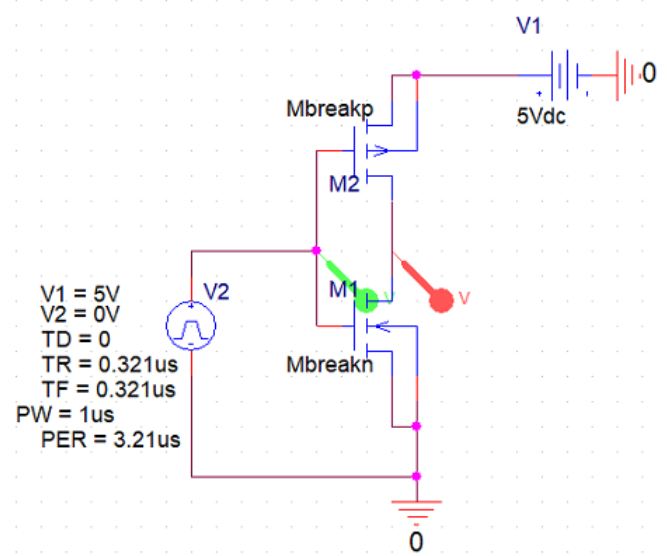 V1
0
5Vdc
+
-
Mbreakp
M2
V2
+
-
M1
V
V
Mbreakn
V1 = 5V
V2 = 0V
TD = 0
TR = 0.321us
TF = 0.321us
PW = 1us
PER = 3.21us
0